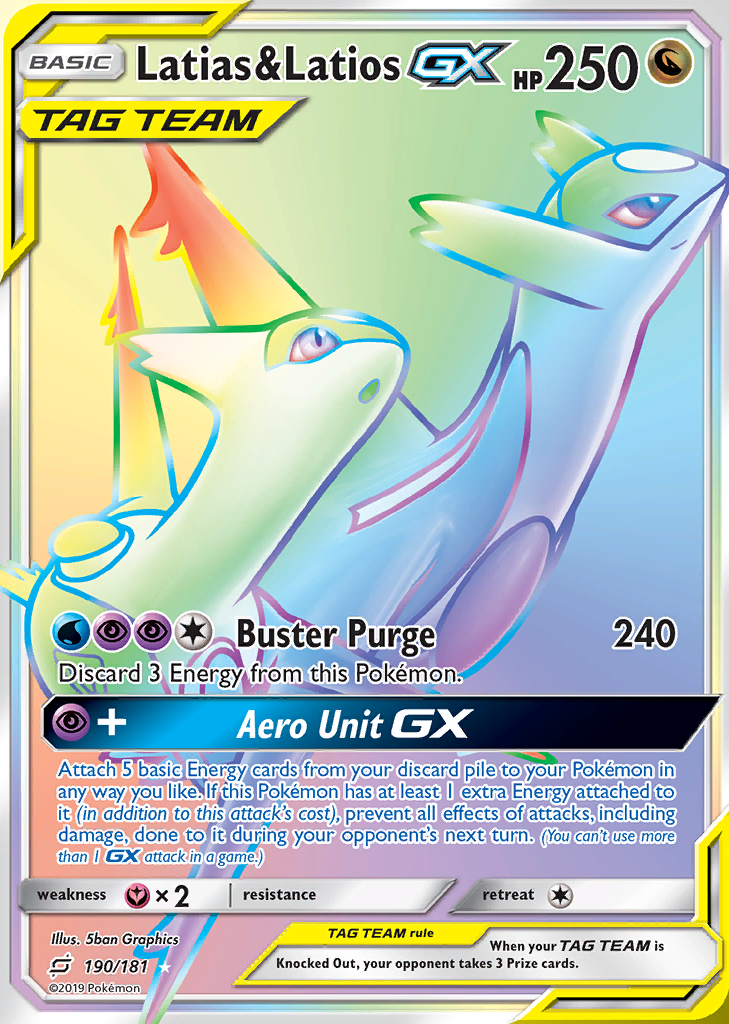 BASIC Latias&Latios GX HP 250
TAG TEAM
Buster Purge 240
Discard 3 Energy from this Pokémon.
+ Aero Unit GX
Attach 5 basic Energy cards from your discard pile to your Pokémon in
any way you like. If this Pokémon has at least 1 extra Energy attached to
it (in addition to this attack's cost), prevent all effects of attacks, including
damage, done to it during your opponent's next turn. (You can't use more
than 1 GX attack in a game.)
weakness ×2 resistance retreat
Illus. 5ban Graphics
TAG TEAM rule
When your TAG TEAM is
Knocked Out, your opponent takes 3 Prize cards.
190/181
©2019 Pokémon